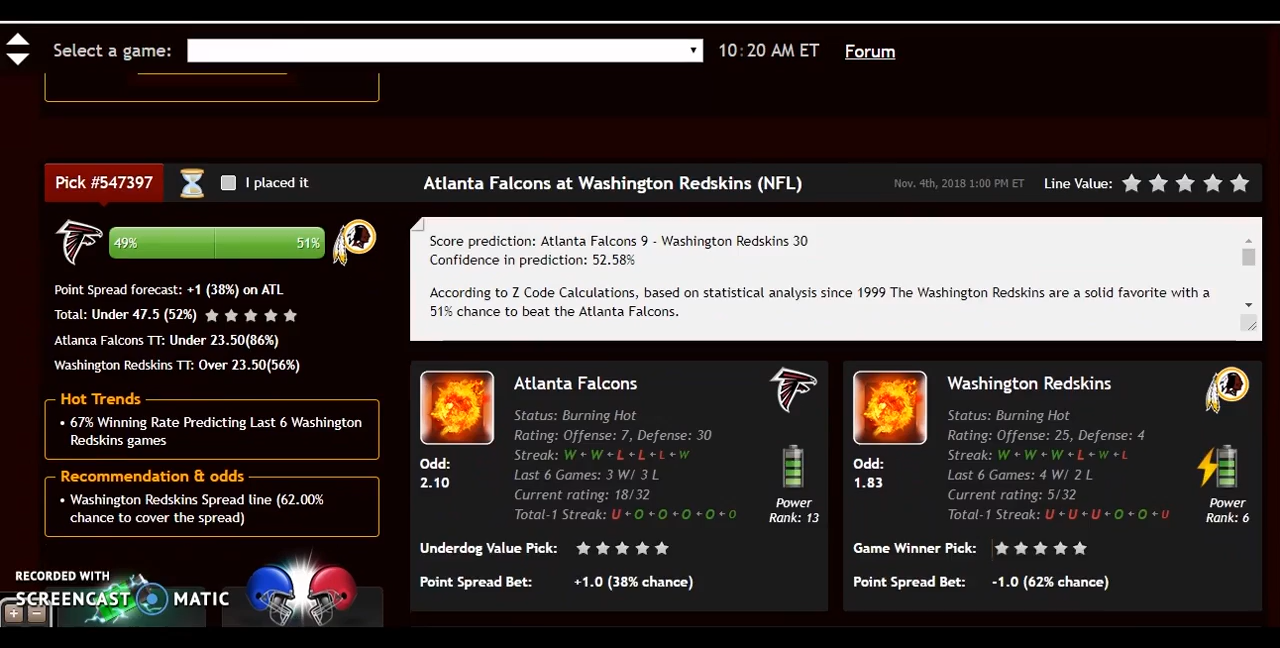 Select a game:
10:20 AM ET
Forum
Pick #547397
I placed it
Atlanta Falcons at Washington Redskins (NFL)
Nov. 4th, 2018 1:00 PM ET
Line Value:
49%
51%
Point Spread forecast: +1 (38%) on ATL
Total: Under 47.5 (52%)
Atlanta Falcons TT: Under 23.50(86%)
Washington Redskins TT: Over 23.50(56%)
Hot Trends
• 67% Winning Rate Predicting Last 6 Washington
Redskins games
Recommendation & odds
• Washington Redskins Spread line (62.00%
chance to cover the spread)
Score prediction: Atlanta Falcons 9 - Washington Redskins 30
Confidence in prediction: 52.58%
According to Z Code Calculations, based on statistical analysis since 1999 The Washington Redskins are a solid favorite with a
51% chance to beat the Atlanta Falcons.
Atlanta Falcons
Status: Burning Hot
Rating: Offense: 7, Defense: 30
Streak: W - W - L - L - L - W
Last 6 Games: 3 W/ 3 L
Current rating: 18/32
Total-1 Streak: U - O - O - O - O - O
Odd:
2.10
Power
Rank: 13
Underdog Value Pick:
Point Spread Bet: +1.0 (38% chance)
Washington Redskins
Status: Burning Hot
Rating: Offense: 25, Defense: 4
Streak: W - W - W - L - W - L
Last 6 Games: 4 W/ 2 L
Current rating: 5/32
Total-1 Streak: U - U - U - O - O - U
Odd:
1.83
Power
Rank: 6
Game Winner Pick:
Point Spread Bet: -1.0 (62% chance)
RECORDED WITH
SCREENCAST MATIC